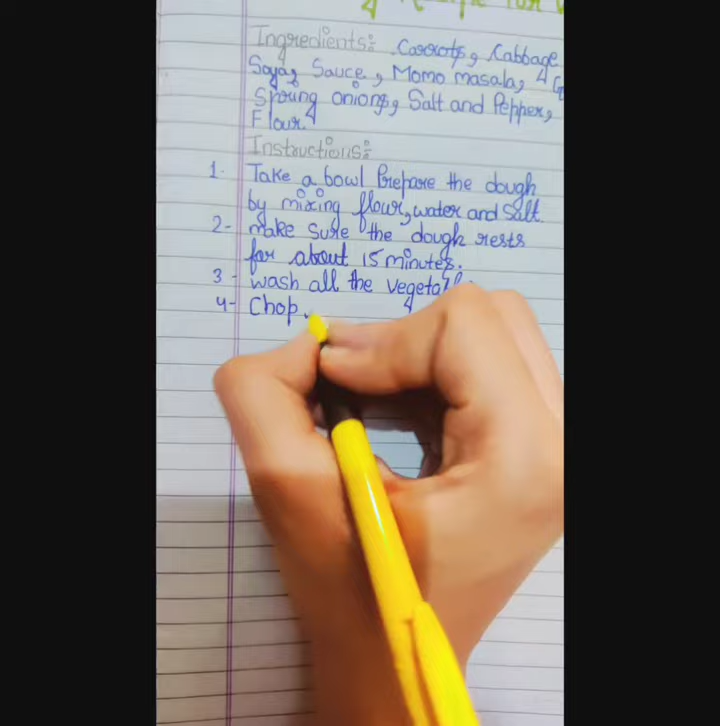 Ingredients:- Carrots, Cabbage
Soya, Sauce, Momo masala,
Spring onions, Salt and Pepper,
Flour.
Instructions:-
1- Take a bowl Prepare the dough
by mixing flour, water and Salt.
2- make sure the dough rests
for about 15 minutes.
3- wash all the
4- Chop